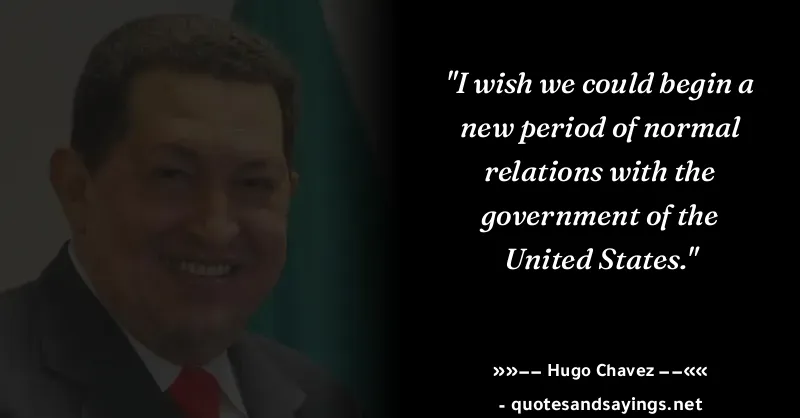 "I wish we could begin a
new period of normal
relations with the
government of the
United States."
»»−− Hugo Chavez −−««
- quotesandsayings.net